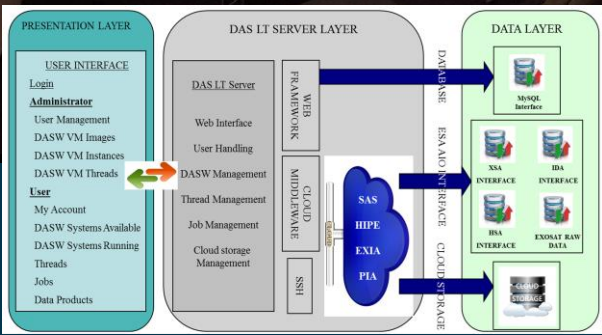 PRESENTATION LAYER
USER INTERFACE
Login
Administrator
User Management
DASW VM Images
DASW VM Instances
DASW VM Threads
User
My Account
DASW Systems Available
DASW Systems Running
Threads
Jobs
Data Products
DAS LT SERVER LAYER
DAS LT Server
Web Interface
User Handling
DASW Management
Thread Management
Job Management
Cloud storage
Management
WEB
FRAMEWORK
CLOUD
MIDDLEWARE
SSH
CLOUD
SAS
HIPE
EXIA
PIA
DATABASE
ESA AIO INTERFACE
CLOUD STORAGE
DATA LAYER
MySQL
Interface
XSA
INTERFACE
IDA
INTERFACE
HSA
INTERFACE
EXOSAT RAW
DATA
CLOUD
STORAGE